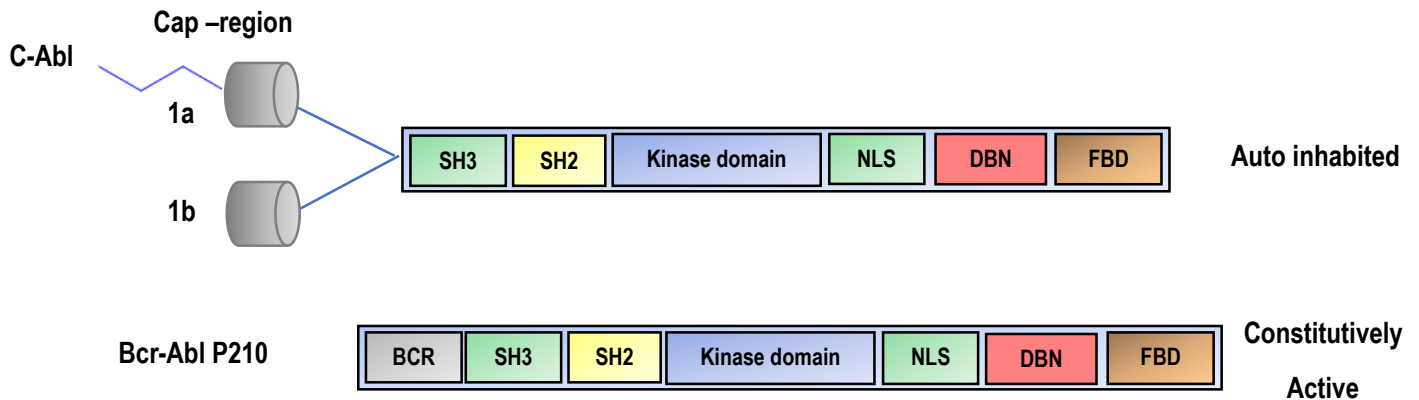 Cap –region
C-Abl
1a
SH3 SH2 Kinase domain NLS DBN FBD
Auto inhabited
1b
Bcr-Abl P210
BCR SH3 SH2 Kinase domain NLS DBN FBD
Constitutively
Active